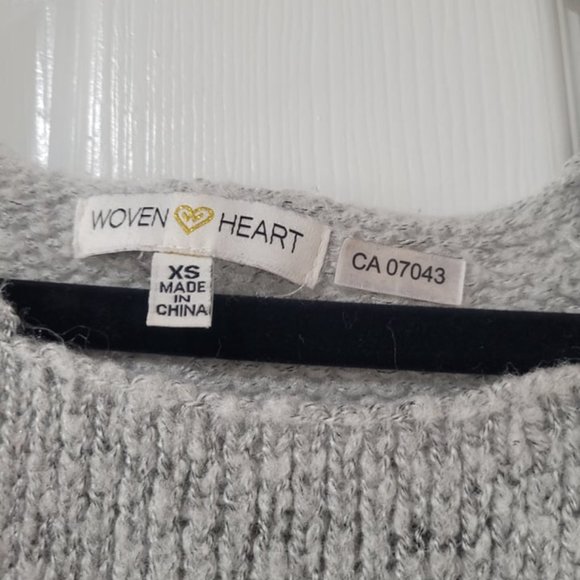 WOVEN HEART
CA 07043
XS
MADE
IN
CHINA